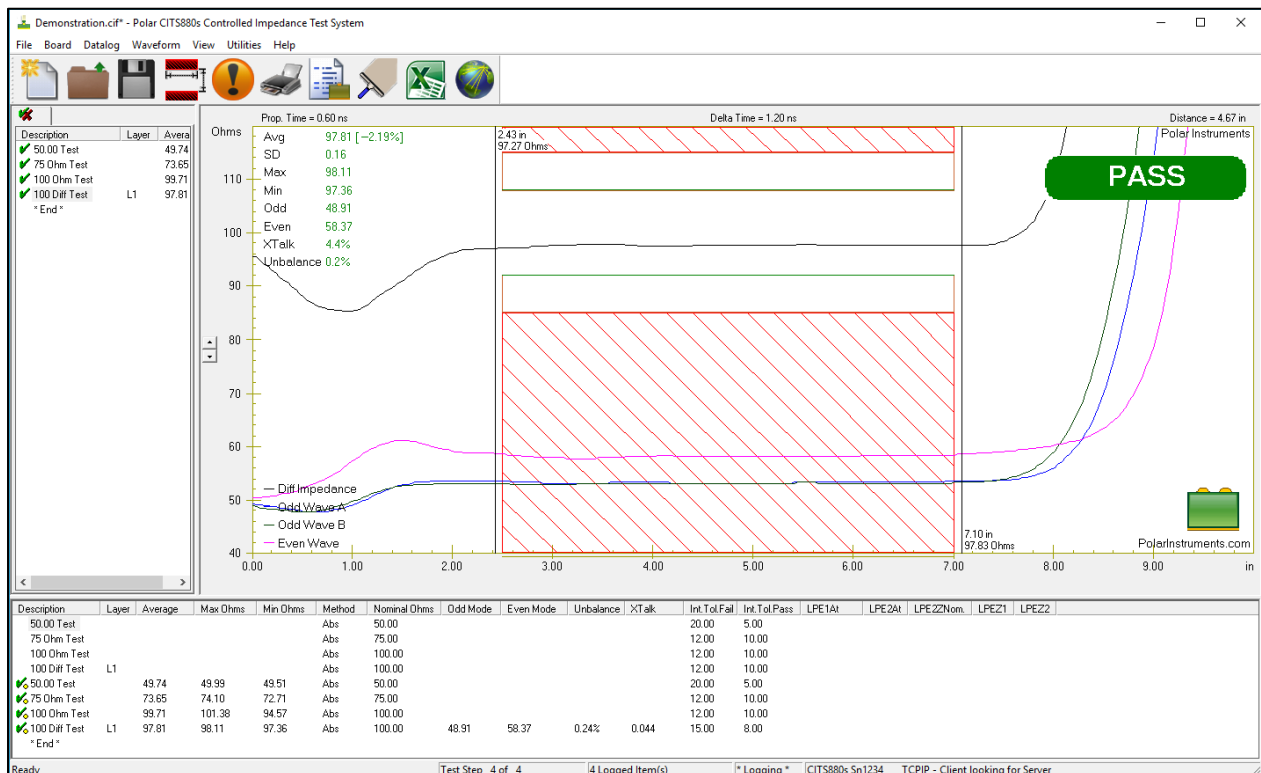 Demonstration.cif* - Polar CITS880s Controlled Impedance Test System
File Board Datalog Waveform View Utilities Help
Description Layer Avera
50.00 Test 49.74
75 Ohm Test 73.65
100 Ohm Test 99.71
100 Diff Test L1 97.81
* End *
Prop. Time = 0.60 ns Delta Time = 1.20 ns Distance = 4.67 in
Ohms
Polar Instruments
Avg 97.81 [-2.19%]
SD 0.16
Max 98.11
Min 97.36
Odd 48.91
Even 58.37
XTalk 4.4%
Unbalance 0.2%
2.43 in
97.27 Ohms
PASS
110
100
90
80
70
60
50
40
Diff Impedance
Odd Wave A
Odd Wave B
Even Wave
7.10 in
97.83 Ohms
PolarInstruments.com
0.00 1.00 2.00 3.00 4.00 5.00 6.00 7.00 8.00 9.00 in
Description Layer Average Max Ohms Min Ohms Method Nominal Ohms Odd Mode Even Mode Unbalance XTalk Int.Tol.Fail Int.Tol.Pass LPE1At LPE2At LPE2ZNom. LPEZ1 LPEZ2
50.00 Test Abs 50.00 20.00 5.00
75 Ohm Test Abs 75.00 12.00 10.00
100 Ohm Test Abs 100.00 12.00 10.00
100 Diff Test L1 Abs 100.00 12.00 10.00
50.00 Test 49.74 49.99 49.51 Abs 50.00 20.00 5.00
75 Ohm Test 73.65 74.10 72.71 Abs 75.00 12.00 10.00
100 Ohm Test 99.71 101.38 94.57 Abs 100.00 12.00 10.00
100 Diff Test L1 97.81 98.11 97.36 Abs 100.00 48.91 58.37 0.24% 0.044 15.00 8.00
* End *
Ready Test Step 4 of 4 4 Logged Item(s) * Logging * CITS880s Sn1234 TCPIP - Client looking for Server